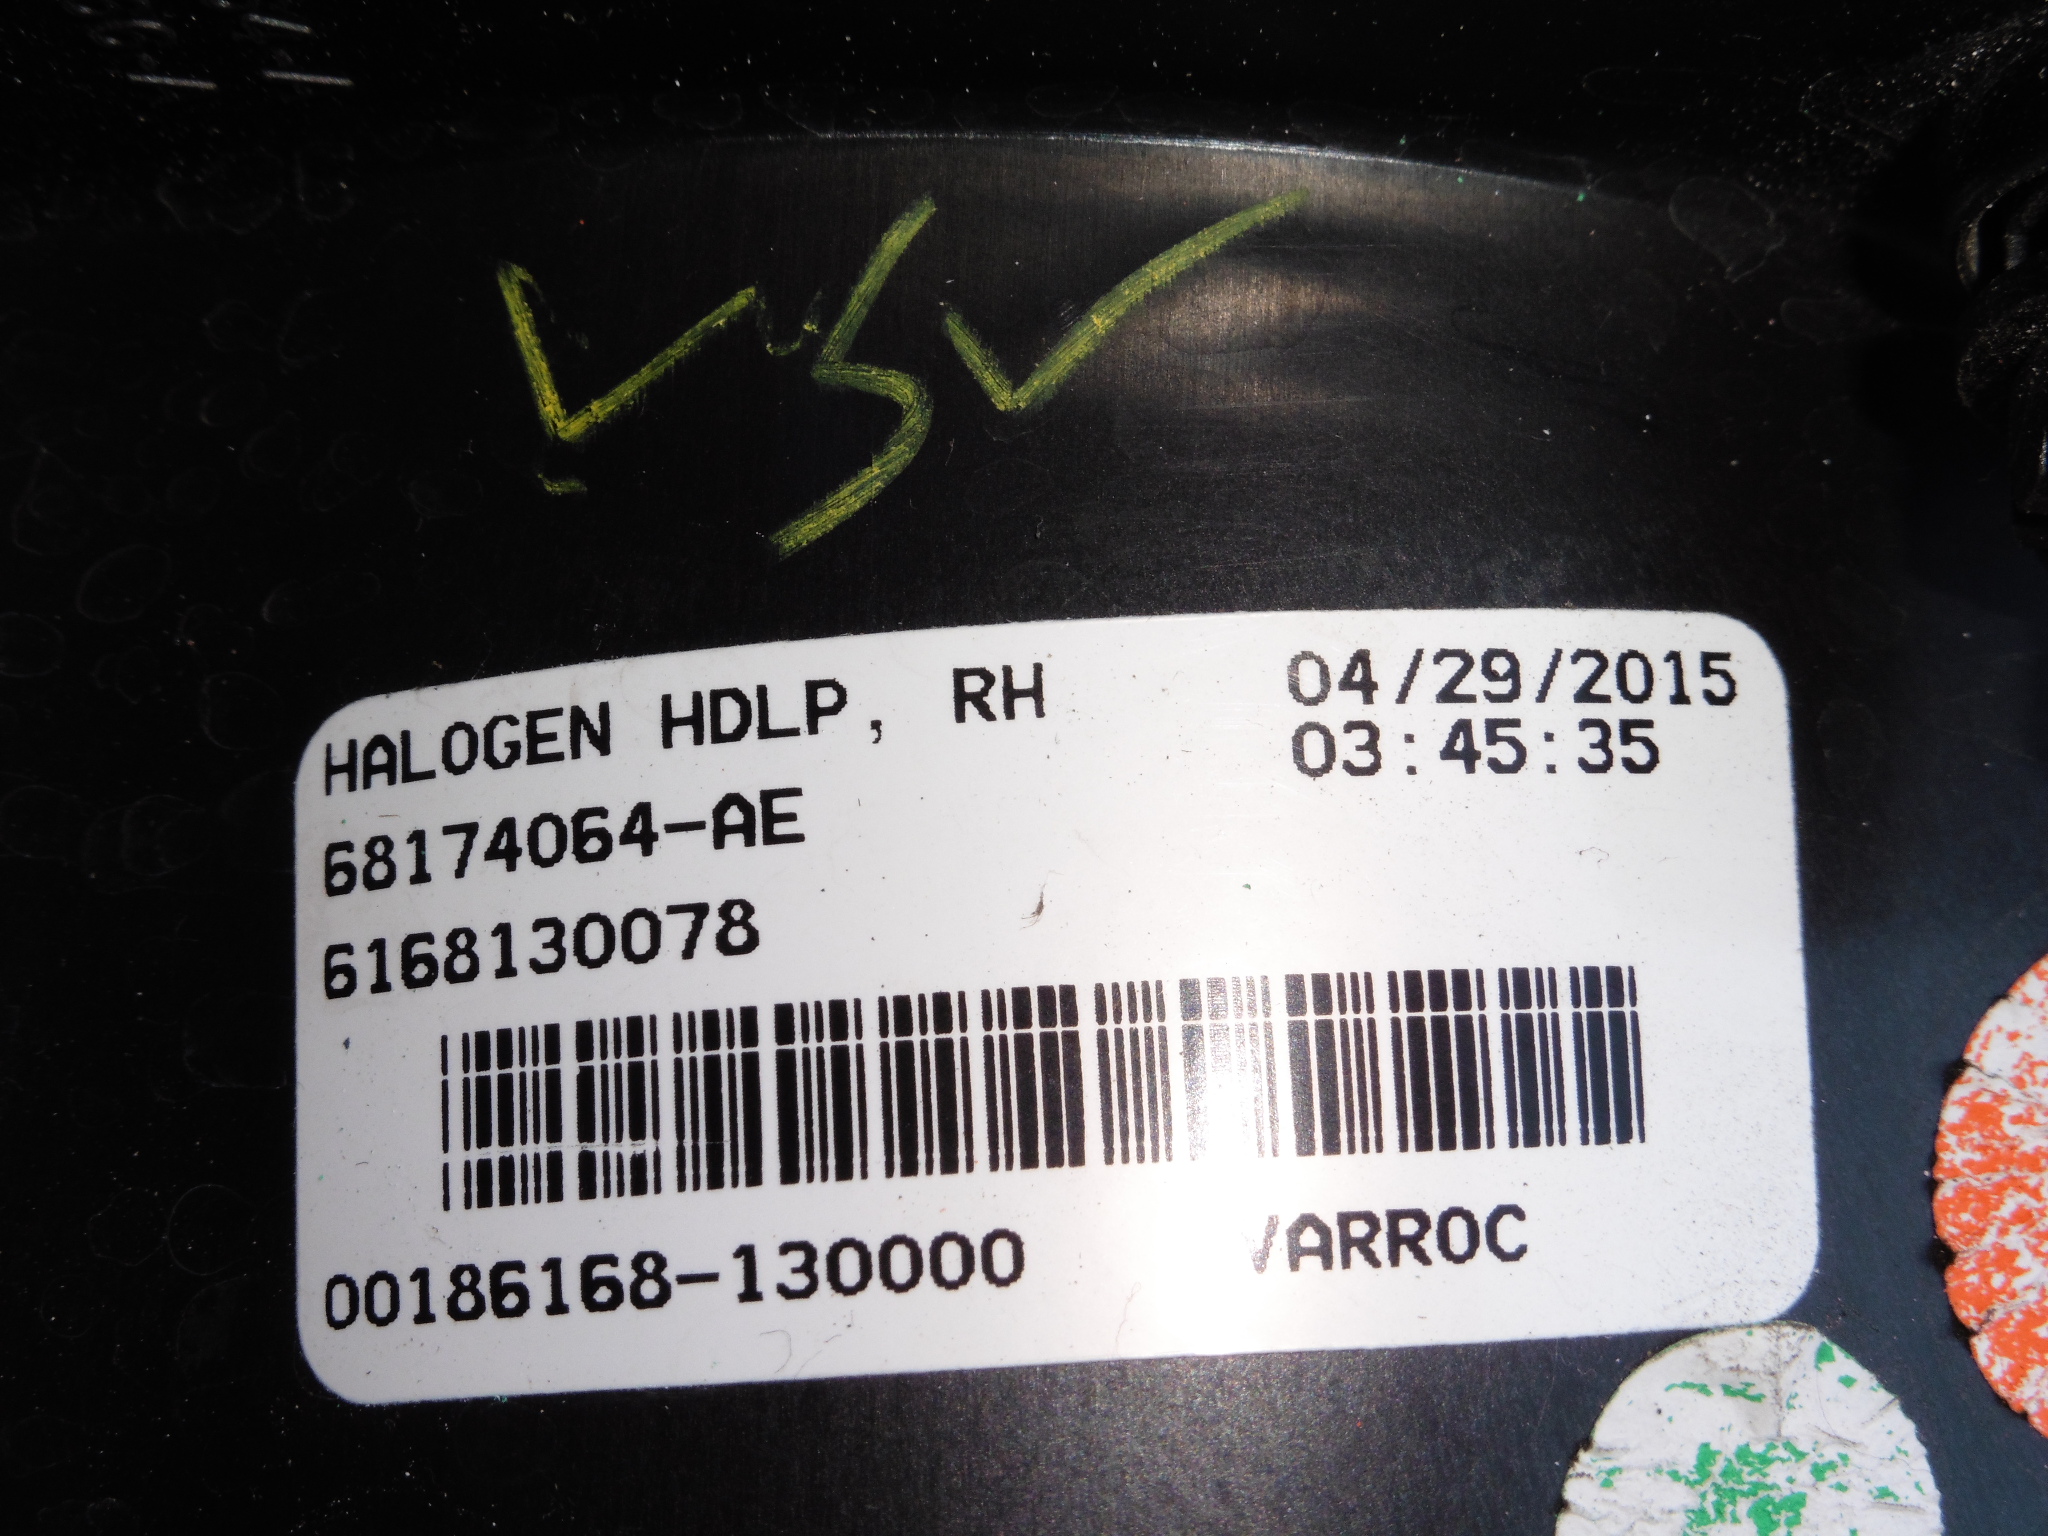 HALOGEN HDLP, RH 04/29/2015
03:45:35
68174064-AE
6168130078
00186168-130000 VARROC